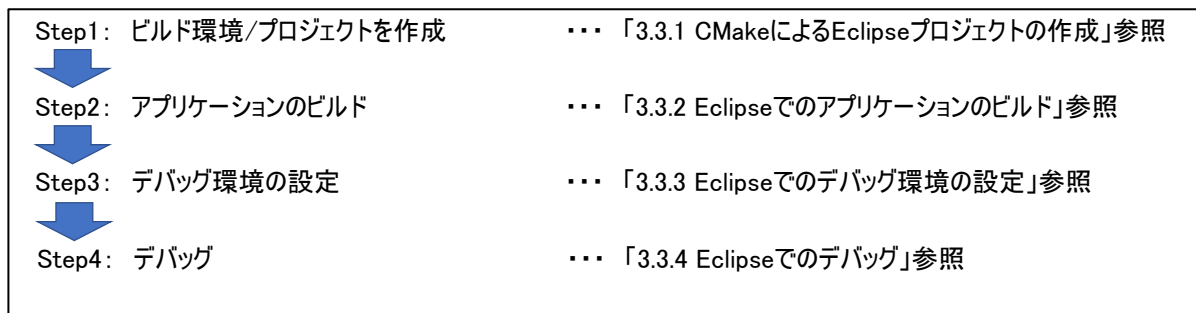 Step1： ビルド環境/プロジェクトを作成 ・・・ 「3.3.1 CMakeによるEclipseプロジェクトの作成」参照
Step2： アプリケーションのビルド ・・・ 「3.3.2 Eclipseでのアプリケーションのビルド」参照
Step3： デバッグ環境の設定 ・・・ 「3.3.3 Eclipseでのデバッグ環境の設定」参照
Step4： デバッグ ・・・ 「3.3.4 Eclipseでのデバッグ」参照